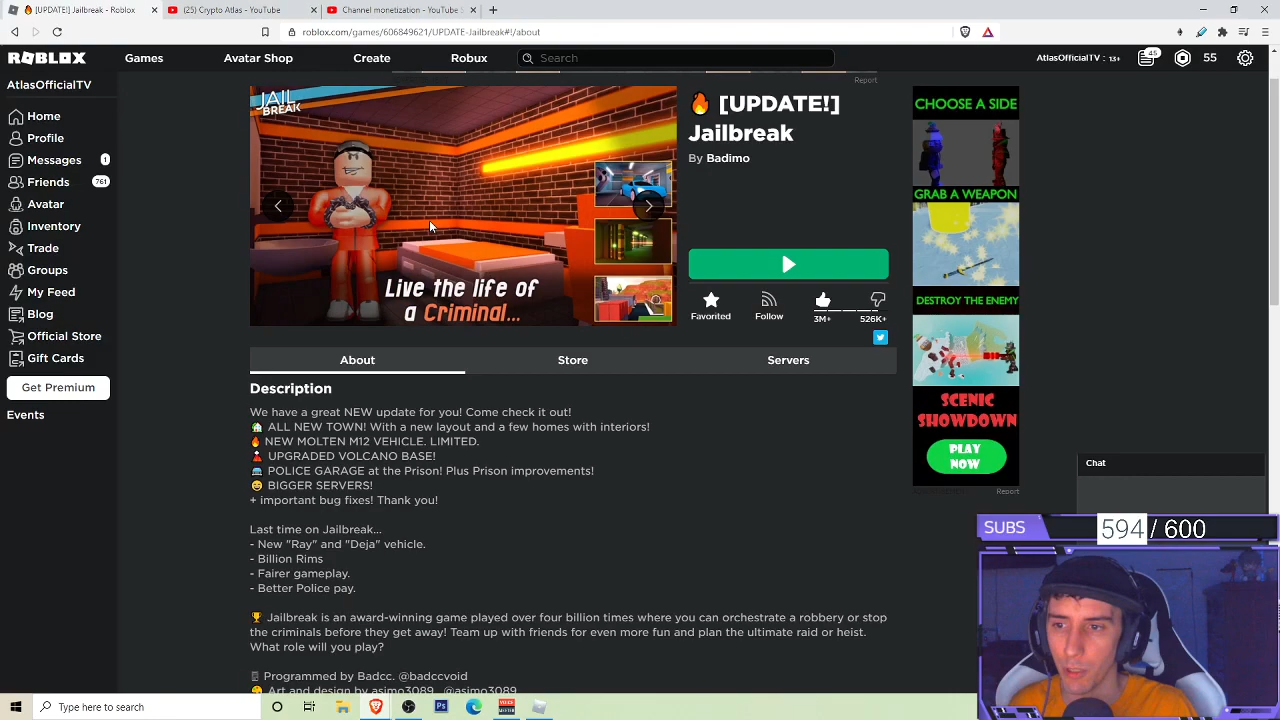 [UPDATE!] Jailbreak - Roblox
(25) Crypto Atlas - YouTube
Channel monetization - YouTube S
roblox.com/games/606849621/UPDATE-Jailbreak#!/about
ROBLOX
Games
Avatar Shop
Create
Robux
Search
AtlasOfficialTV : 13+
45
55
AtlasOfficialTV
Home
Profile
Messages
1
Friends
761
Avatar
Inventory
Trade
Groups
My Feed
Blog
Official Store
Gift Cards
Get Premium
Events
Report
JAIL
BREAK
Live the life of
a Criminal...
[UPDATE!]
Jailbreak
By Badimo
Favorited
Follow
3M+
526K+
About
Store
Servers
Description
We have a great NEW update for you! Come check it out!
ALL NEW TOWN! With a new layout and a few homes with interiors!
NEW MOLTEN M12 VEHICLE. LIMITED.
UPGRADED VOLCANO BASE!
POLICE GARAGE at the Prison! Plus Prison improvements!
BIGGER SERVERS!
+ important bug fixes! Thank you!
Last time on Jailbreak...
- New "Ray" and "Deja" vehicle.
- Billion Rims
- Fairer gameplay.
- Better Police pay.
Jailbreak is an award-winning game played over four billion times where you can orchestrate a robbery or stop
the criminals before they get away! Team up with friends for even more fun and plan the ultimate raid or heist.
What role will you play?
Programmed by Badcc. @badccvoid
Art and design by asimo3089. @asimo3089
CHOOSE A SIDE
GRAB A WEAPON
DESTROY THE ENEMY
SCENIC
SHOWDOWN
PLAY
NOW
Report
Chat
SUBS
594 / 600
Type here to search